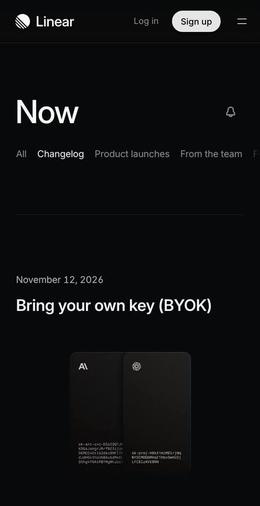 Linear
Log in
Sign up
Now
All
Changelog
Product launches
From the team
November 12, 2026
Bring your own key (BYOK)